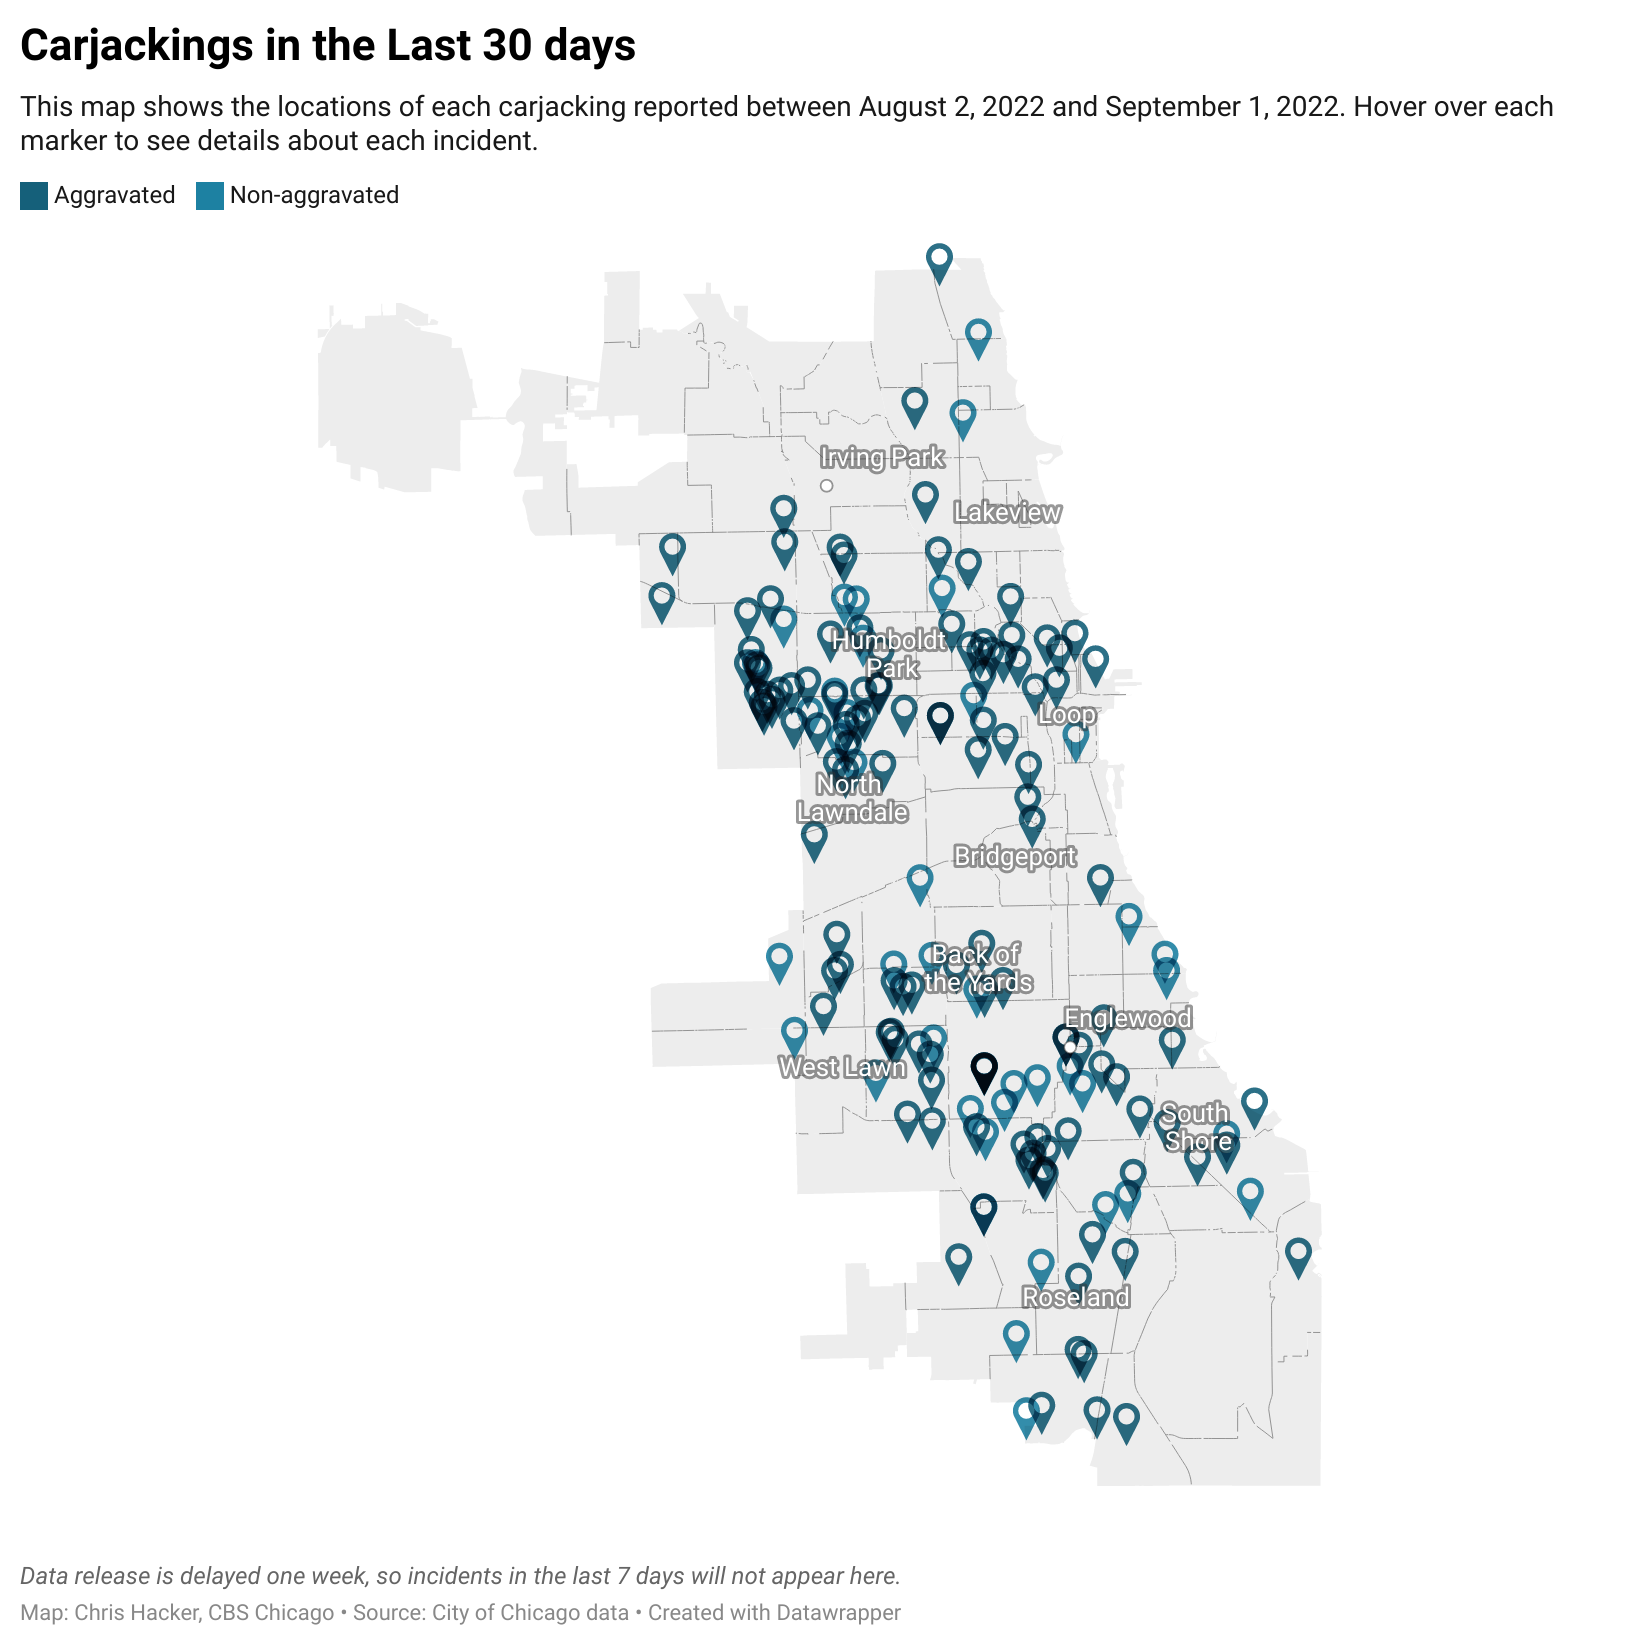 Carjackings in the Last 30 days
This map shows the locations of each carjacking reported between August 2, 2022 and September 1, 2022. Hover over each
marker to see details about each incident.
Aggravated
Non-aggravated
Irving Park
Lakeview
Humboldt
Park
Loop
North
Lawndale
Bridgeport
Back of
the Yards
Englewood
West Lawn
South
Shore
Roseland
Data release is delayed one week, so incidents in the last 7 days will not appear here.
Map: Chris Hacker, CBS Chicago • Source: City of Chicago data • Created with Datawrapper